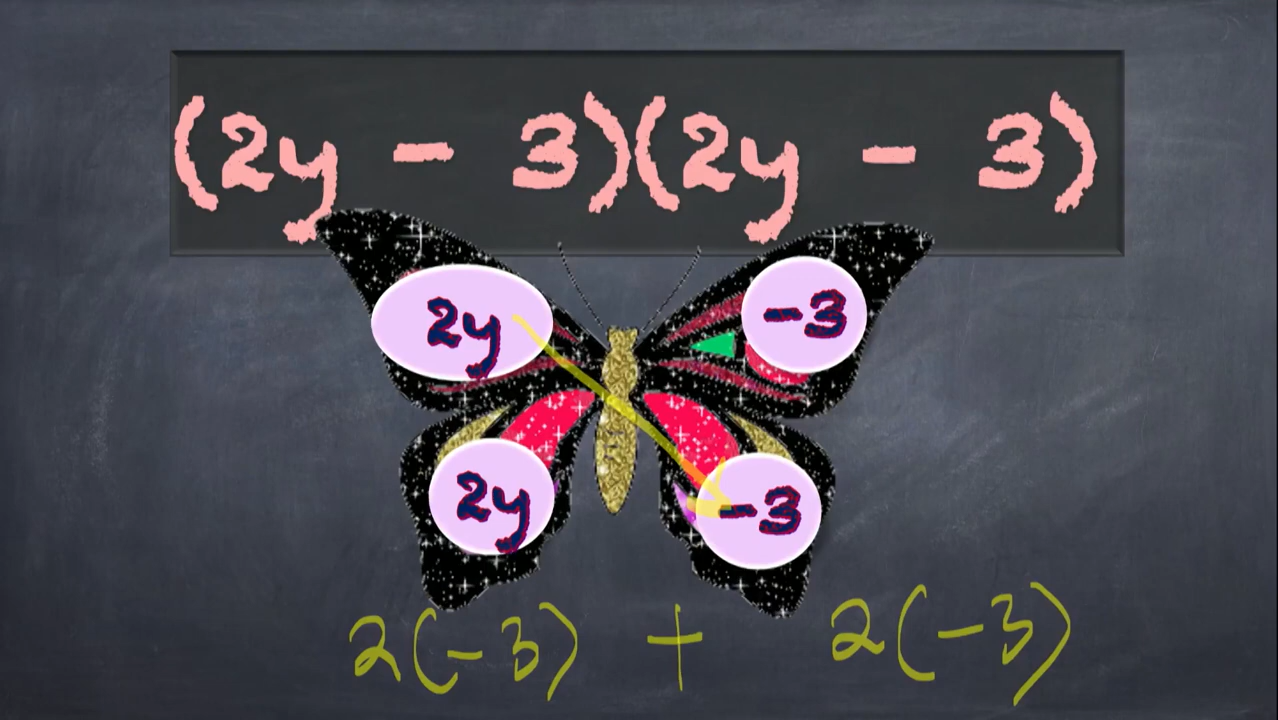 (2y - 3)(2y - 3)
2y -3
2y -3
2(-3) + 2(-3)